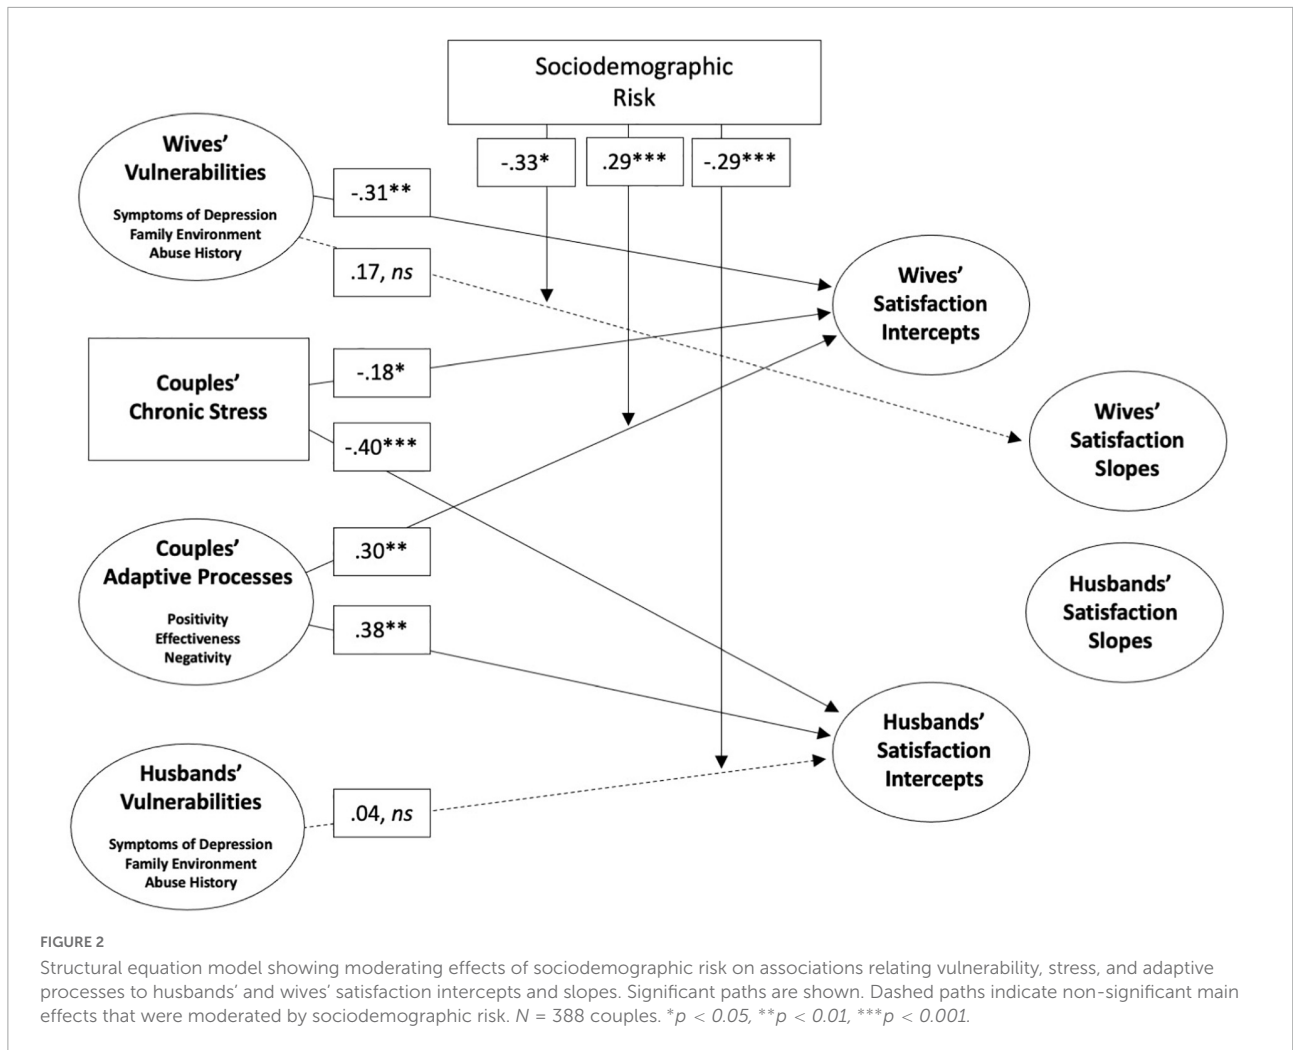 Sociodemographic
Risk
-.33*
.29***
-.29***
Wives’
Vulnerabilities
Symptoms of Depression
Family Environment
Abuse History
-.31**
.17, ns
Wives’
Satisfaction
Intercepts
Couples’
Chronic Stress
-.18*
-.40***
Wives’
Satisfaction
Slopes
Couples’
Adaptive Processes
Positivity
Effectiveness
Negativity
.30**
.38**
Husbands’
Satisfaction
Slopes
Husbands’
Satisfaction
Intercepts
Husbands’
Vulnerabilities
Symptoms of Depression
Family Environment
Abuse History
.04, ns
FIGURE 2
Structural equation model showing moderating effects of sociodemographic risk on associations relating vulnerability, stress, and adaptive
processes to husbands’ and wives’ satisfaction intercepts and slopes. Significant paths are shown. Dashed paths indicate non-significant main
effects that were moderated by sociodemographic risk. N = 388 couples. *p < 0.05, **p < 0.01, ***p < 0.001.